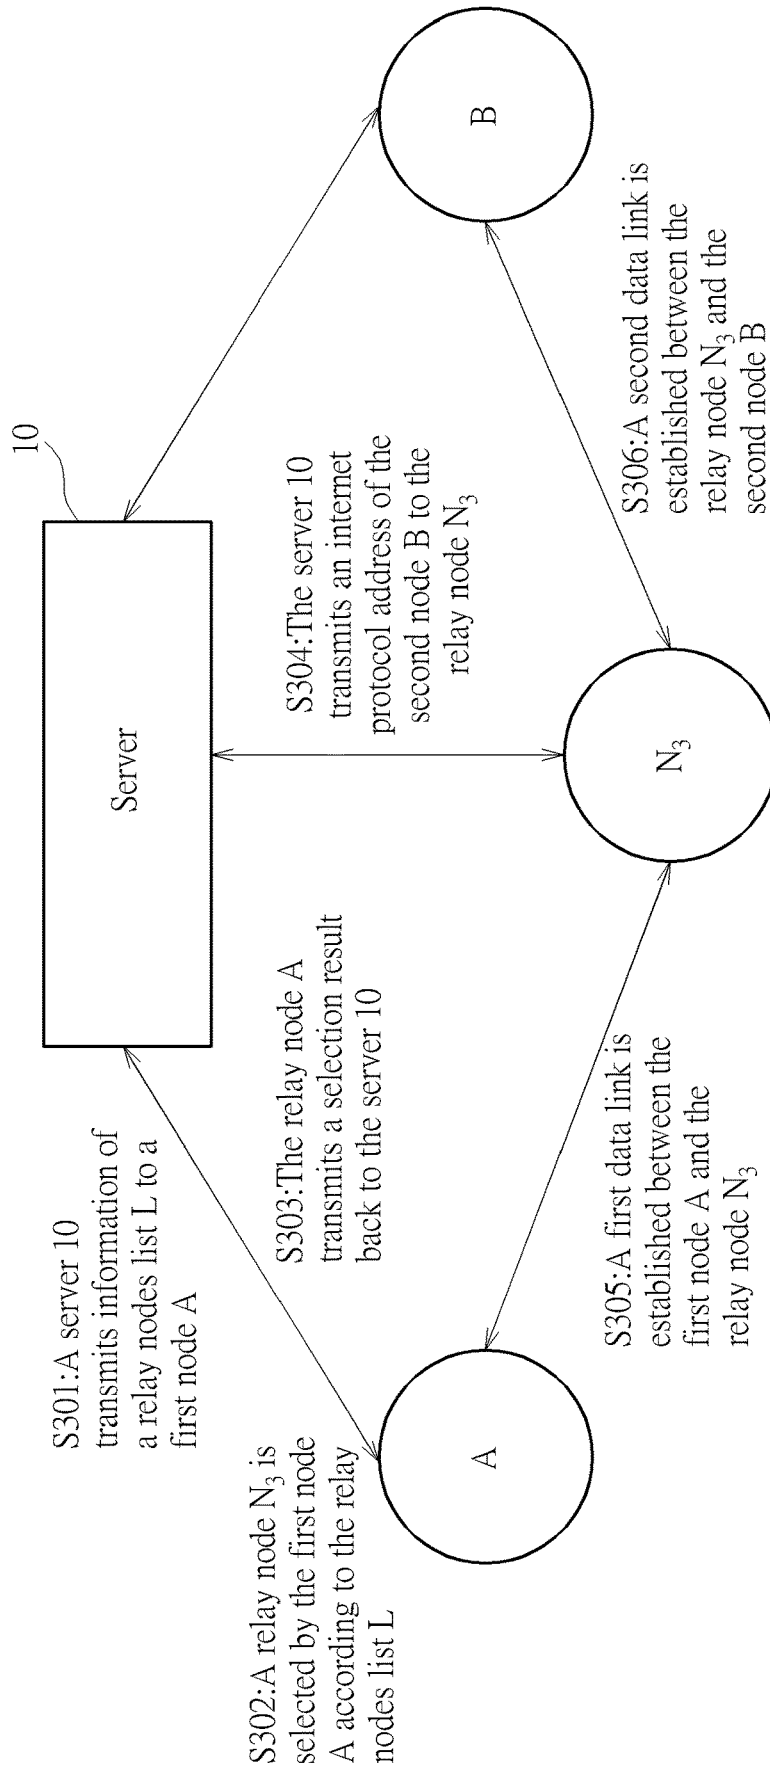 S301:A server 10
transmits information of
a relay nodes list L to a
first node A
10
Server
S302:A relay node N₃ is
selected by the first node
A according to the relay
nodes list L
S303:The relay node A
transmits a selection result
back to the server 10
S304:The server 10
transmits an internet
protocol address of the
second node B to the
relay node N₃
A
B
S305:A first data link is
established between the
first node A and the
relay node N₃
N₃
S306:A second data link is
established between the
relay node N₃ and the
second node B